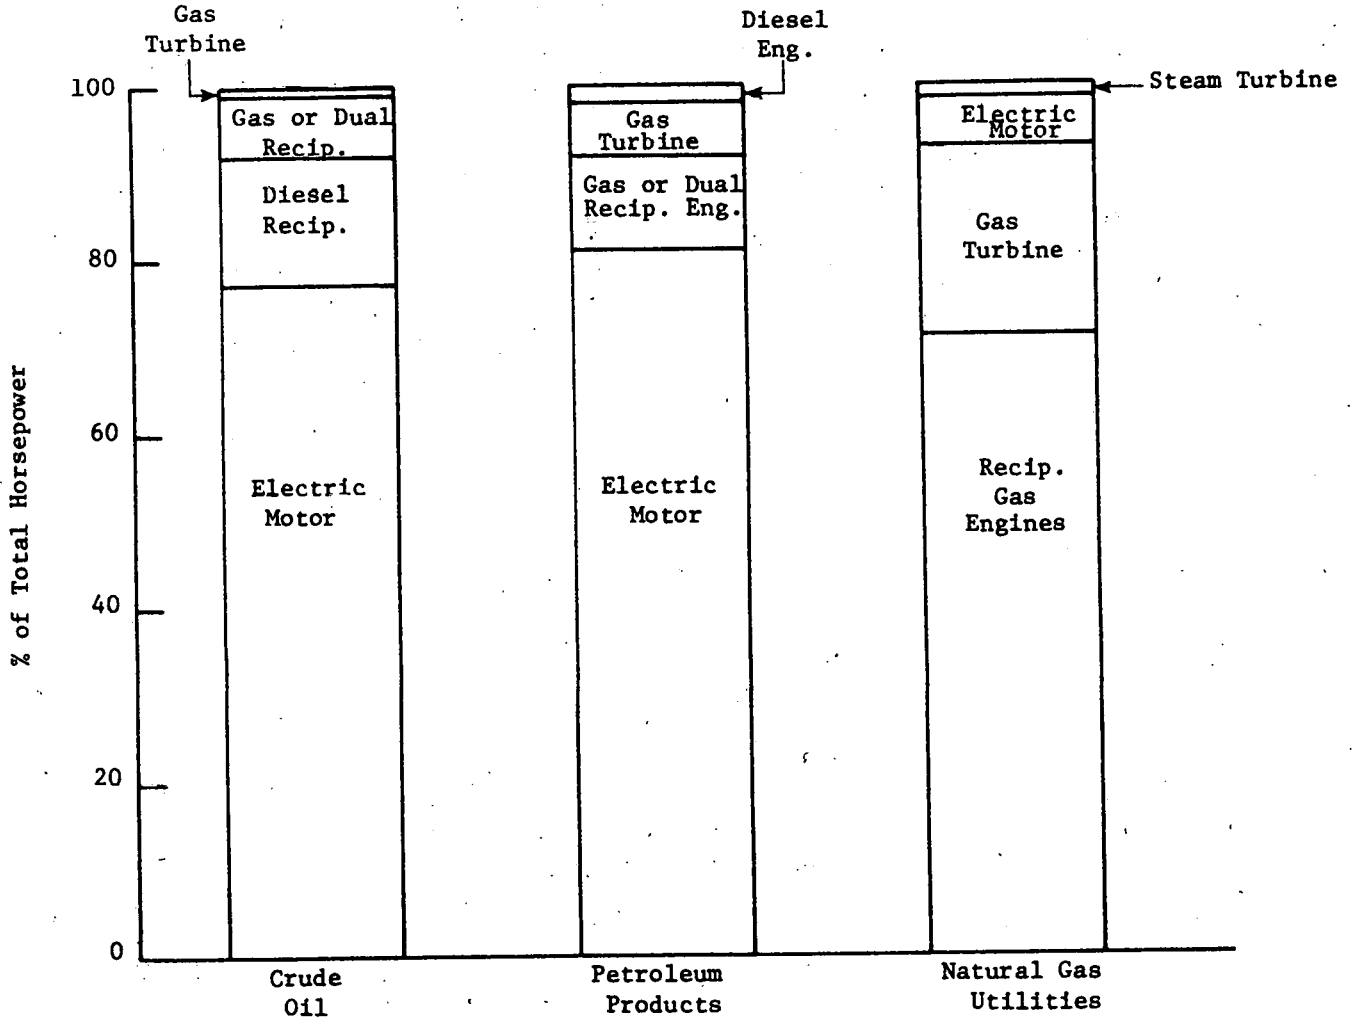 Gas
Turbine
Diesel
Eng.
Steam Turbine
% of Total Horsepower
100
80
60
40
20
0
Gas or Dual
Recip.
Diesel
Recip.
Electric
Motor
Gas
Turbine
Gas or Dual
Recip. Eng.
Electric
Motor
Electric
Motor
Gas
Turbine
Recip.
Gas
Engines
Crude
Oil
Petroleum
Products
Natural Gas
Utilities